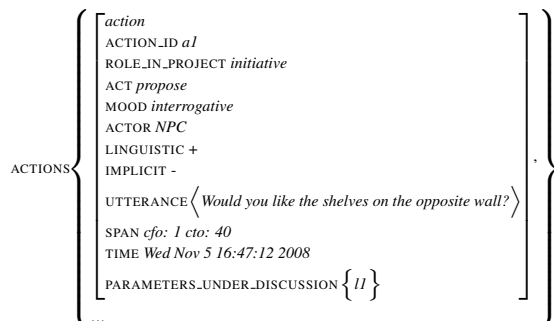 action
ACTION_ID a1
ROLE_IN_PROJECT initiative
ACT propose
MOOD interrogative
ACTOR NPC
LINGUISTIC +
ACTIONS
IMPLICIT -
,
UTTERANCE ⟨ Would you like the shelves on the opposite wall? ⟩
SPAN cfo: 1 cto: 40
TIME Wed Nov 5 16:47:12 2008
PARAMETERS_UNDER_DISCUSSION { l1 }
...